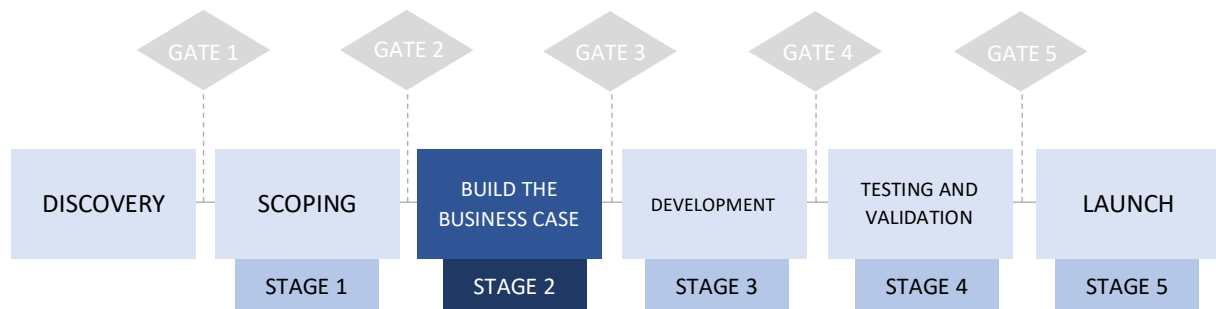 GATE 1
GATE 2
GATE 3
GATE 4
GATE 5
DISCOVERY
SCOPING
BUILD THE
BUSINESS CASE
DEVELOPMENT
TESTING AND
VALIDATION
LAUNCH
STAGE 1
STAGE 2
STAGE 3
STAGE 4
STAGE 5